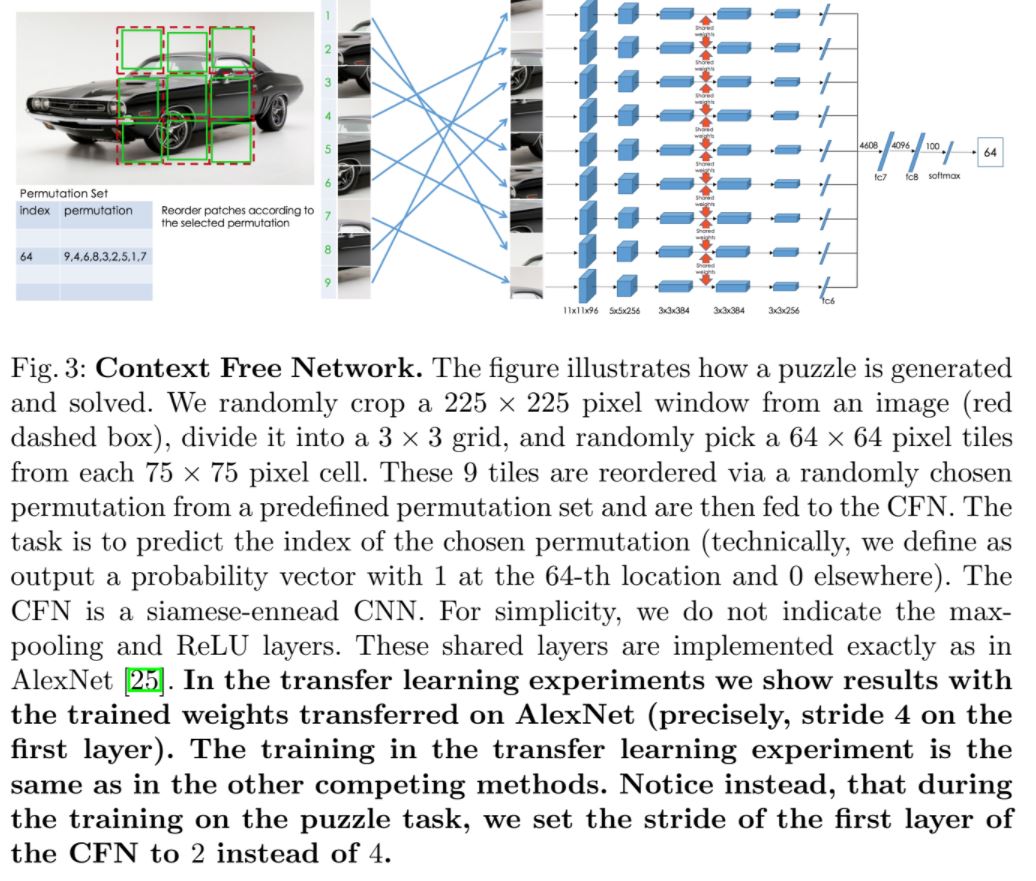 1
2
3
4
5
6
7
8
9
Permutation Set
index permutation
64 9,4,6,8,3,2,5,1,7
Reorder patches according to
the selected permutation
Shared
weights
Shared
weights
Shared
weights
Shared
weights
Shared
weights
Shared
weights
Shared
weights
Shared
weights
11x11x96 5x5x256 3x3x384 3x3x384 3x3x256
fc6
4608 4096 100
fc7 fc8 softmax
64
Fig. 3: Context Free Network. The figure illustrates how a puzzle is generated
and solved. We randomly crop a 225 × 225 pixel window from an image (red
dashed box), divide it into a 3 × 3 grid, and randomly pick a 64 × 64 pixel tiles
from each 75 × 75 pixel cell. These 9 tiles are reordered via a randomly chosen
permutation from a predefined permutation set and are then fed to the CFN. The
task is to predict the index of the chosen permutation (technically, we define as
output a probability vector with 1 at the 64-th location and 0 elsewhere). The
CFN is a siamese-ennead CNN. For simplicity, we do not indicate the max-
pooling and ReLU layers. These shared layers are implemented exactly as in
AlexNet [25]. In the transfer learning experiments we show results with
the trained weights transferred on AlexNet (precisely, stride 4 on the
first layer). The training in the transfer learning experiment is the
same as in the other competing methods. Notice instead, that during
the training on the puzzle task, we set the stride of the first layer of
the CFN to 2 instead of 4.